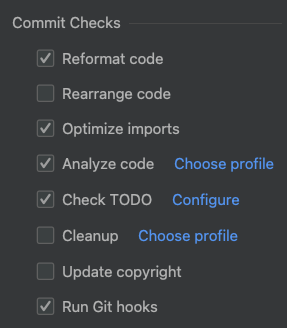 Commit Checks
Reformat code
Rearrange code
Optimize imports
Analyze code Choose profile
Check TODO Configure
Cleanup Choose profile
Update copyright
Run Git hooks